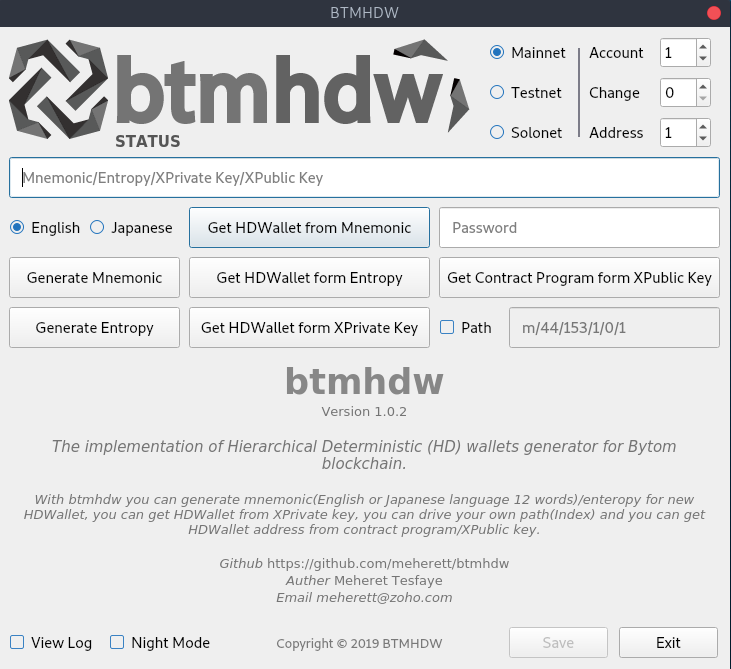 BTMHDW
btmhdw
STATUS
Mainnet
Account
1
Testnet
Change
0
Solonet
Address
1
Mnemonic/Entropy/XPrivate Key/XPublic Key
English
Japanese
Get HDWallet from Mnemonic
Password
Generate Mnemonic
Get HDWallet form Entropy
Get Contract Program form XPublic Key
Generate Entropy
Get HDWallet form XPrivate Key
Path
m/44/153/1/0/1
btmhdw
Version 1.0.2
The implementation of Hierarchical Deterministic (HD) wallets generator for Bytom
blockchain.
With btmhdw you can generate mnemonic(English or Japanese language 12 words)/enteropy for new
HDWallet, you can get HDWallet from XPrivate key, you can drive your own path(Index) and you can get
HDWallet address from contract program/XPublic key.
Github https://github.com/meherett/btmhdw
Auther Meheret Tesfaye
Email meherett@zoho.com
View Log
Night Mode
Copyright © 2019 BTMHDW
Save
Exit